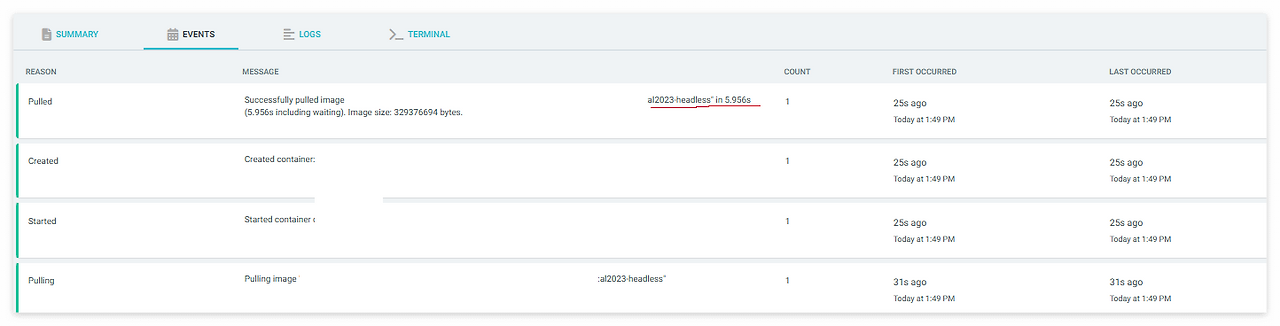 SUMMARY EVENTS LOGS TERMINAL
REASON MESSAGE COUNT FIRST OCCURRED LAST OCCURRED
Pulled Successfully pulled image al2023-headless" in 5.956s 1 25s ago 25s ago
(5.956s including waiting). Image size: 329376694 bytes.
Today at 1:49 PM Today at 1:49 PM
Created Created container: 1 25s ago 25s ago
Today at 1:49 PM Today at 1:49 PM
Started Started container 1 25s ago 25s ago
Today at 1:49 PM Today at 1:49 PM
Pulling Pulling image :al2023-headless" 1 31s ago 31s ago
Today at 1:49 PM Today at 1:49 PM